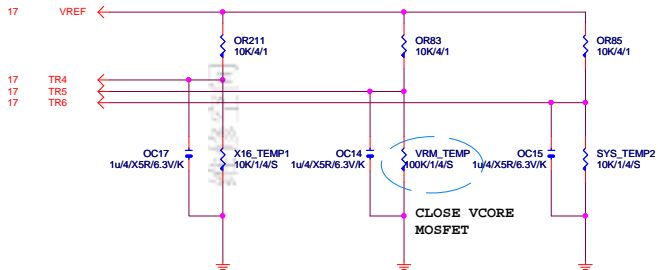 17 VREF
OR211
10K/4/1
OR83
10K/4/1
OR85
10K/4/1
17 TR4
17 TR5
17 TR6
OC17
1u/4/X5R/6.3V/K
X16_TEMP1
10K/1/4/S
OC14
1u/4/X5R/6.3V/K
VRM_TEMP
100K/1/4/S
OC15
1u/4/X5R/6.3V/K
SYS_TEMP2
10K/1/4/S
CLOSE VCORE
MOSFET